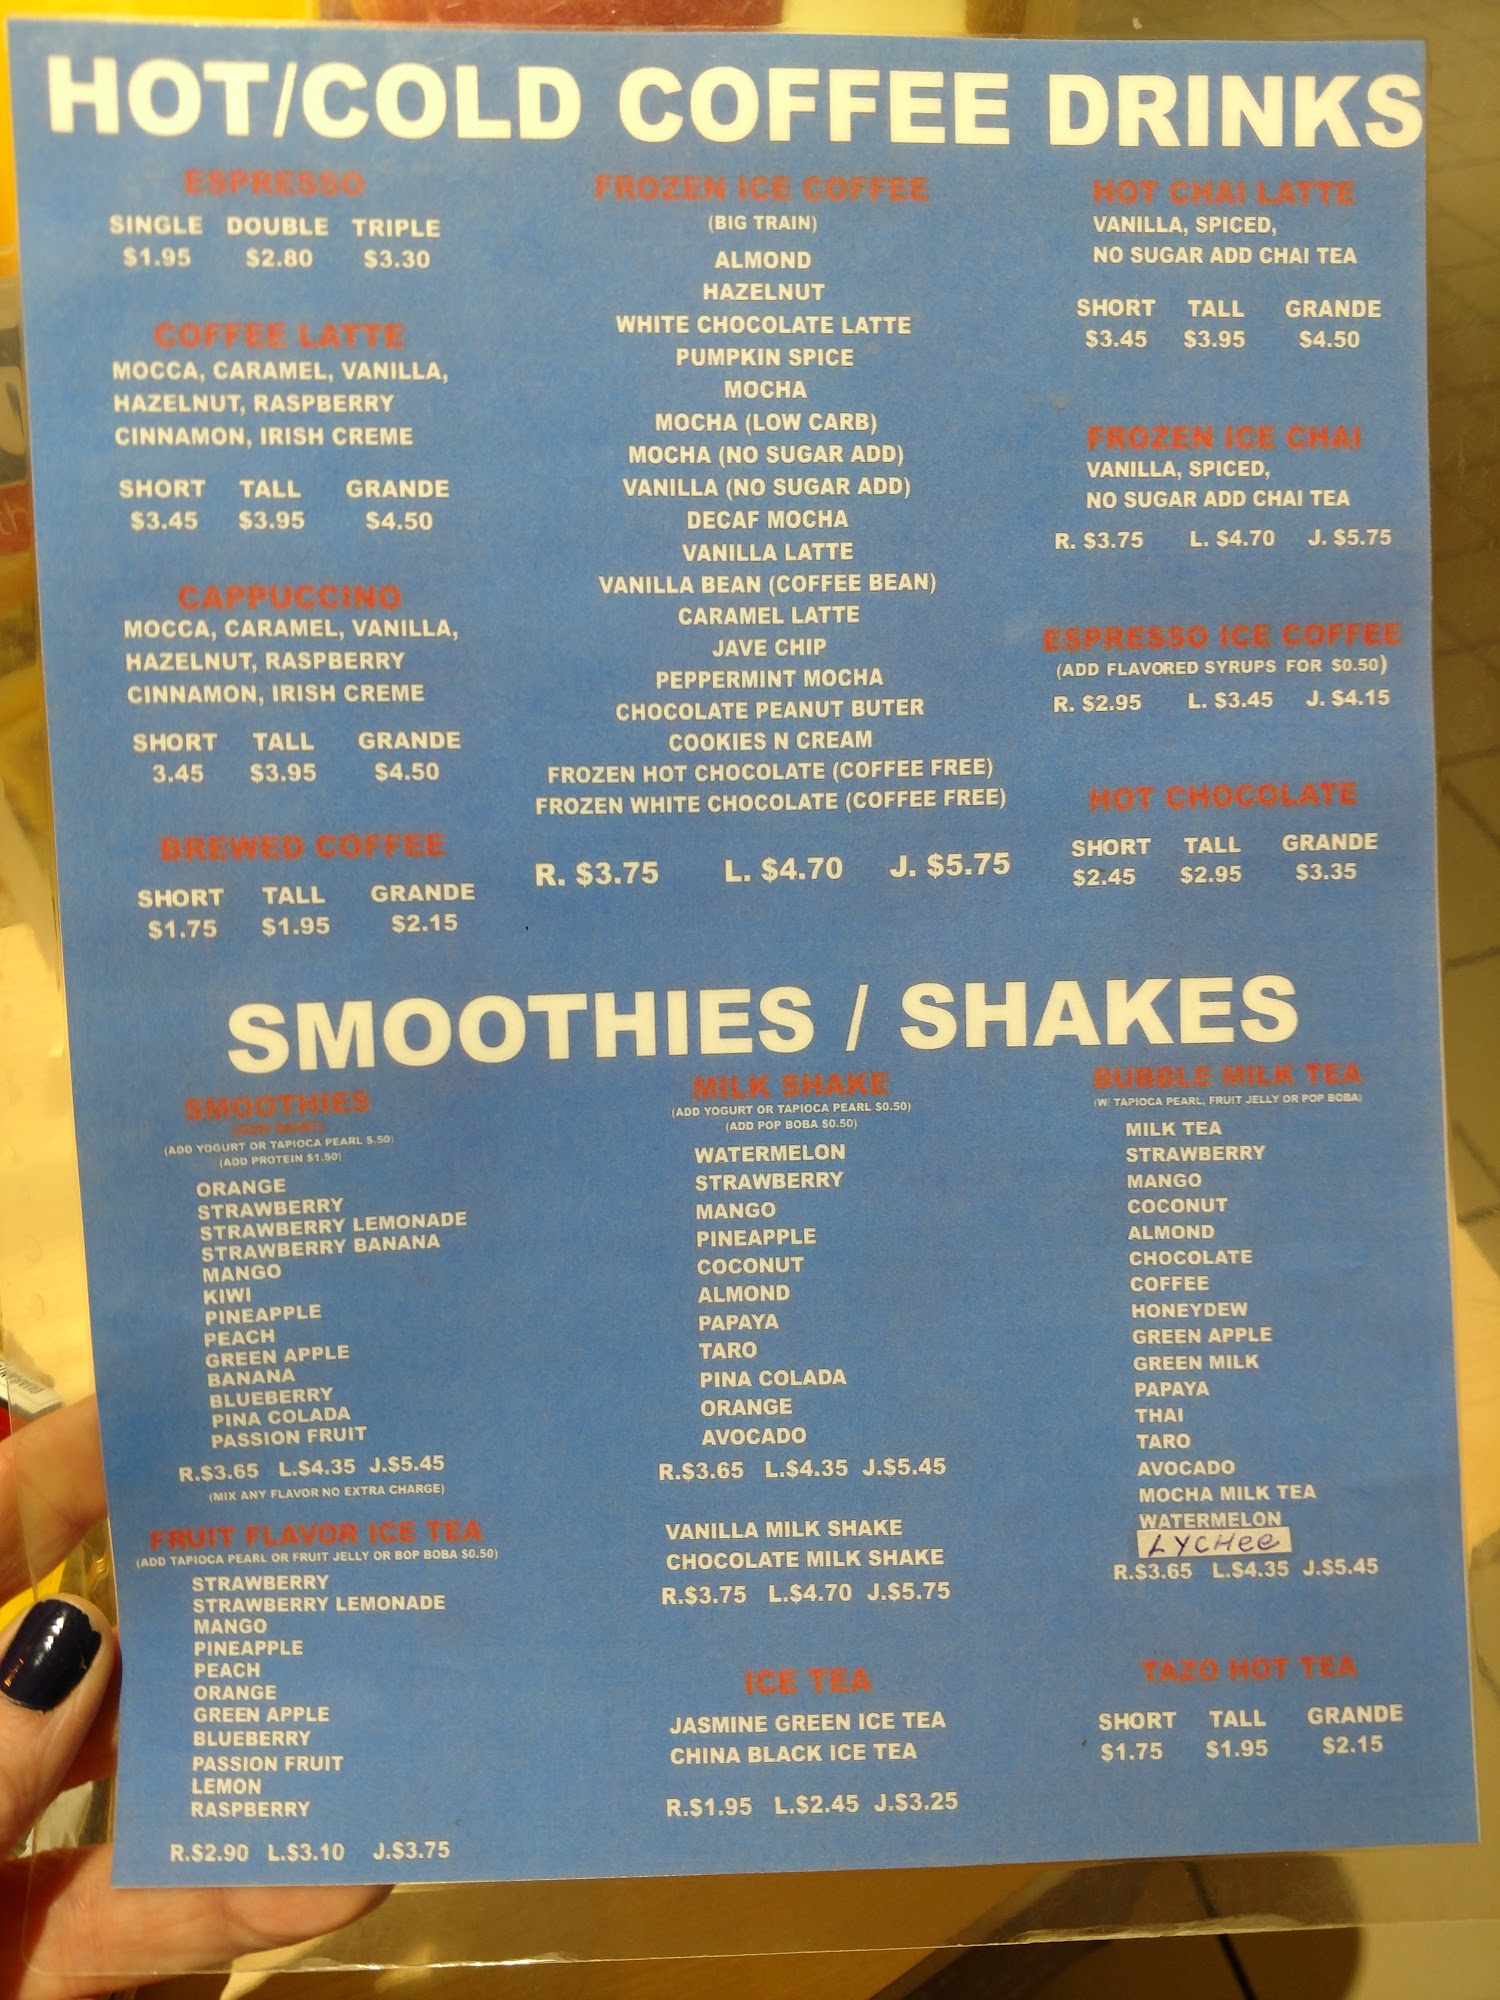 HOT/COLD COFFEE DRINKS
ESPRESSO
SINGLE DOUBLE TRIPLE
$1.95 $2.80 $3.30
COFFEE LATTE
MOCCA, CARAMEL, VANILLA,
HAZELNUT, RASPBERRY
CINNAMON, IRISH CREME
SHORT TALL GRANDE
$3.45 $3.95 $4.50
CAPPUCCINO
MOCCA, CARAMEL, VANILLA,
HAZELNUT, RASPBERRY
CINNAMON, IRISH CREME
SHORT TALL GRANDE
3.45 $3.95 $4.50
BREWED COFFEE
SHORT TALL GRANDE
$1.75 $1.95 $2.15
FROZEN ICE COFFEE
(BIG TRAIN)
ALMOND
HAZELNUT
WHITE CHOCOLATE LATTE
PUMPKIN SPICE
MOCHA
MOCHA (LOW CARB)
MOCHA (NO SUGAR ADD)
VANILLA (NO SUGAR ADD)
DECAF MOCHA
VANILLA LATTE
VANILLA BEAN (COFFEE BEAN)
CARAMEL LATTE
JAVE CHIP
PEPPERMINT MOCHA
CHOCOLATE PEANUT BUTER
COOKIES N CREAM
FROZEN HOT CHOCOLATE (COFFEE FREE)
FROZEN WHITE CHOCOLATE (COFFEE FREE)
R. $3.75 L. $4.70 J. $5.75
HOT CHAI LATTE
VANILLA, SPICED,
NO SUGAR ADD CHAI TEA
SHORT TALL GRANDE
$3.45 $3.95 $4.50
FROZEN ICE CHAI
VANILLA, SPICED,
NO SUGAR ADD CHAI TEA
R. $3.75 L. $4.70 J. $5.75
ESPRESSO ICE COFFEE
(ADD FLAVORED SYRUPS FOR $0.50)
R. $2.95 L. $3.45 J. $4.15
HOT CHOCOLATE
SHORT TALL GRANDE
$2.45 $2.95 $3.35
SMOOTHIES / SHAKES
SMOOTHIES
(ADD YOGURT OR TAPIOCA PEARL $.50)
(ADD PROTEIN $1.50)
ORANGE
STRAWBERRY
STRAWBERRY LEMONADE
STRAWBERRY BANANA
MANGO
KIWI
PINEAPPLE
PEACH
GREEN APPLE
BANANA
BLUEBERRY
PINA COLADA
PASSION FRUIT
R.$3.65 L.$4.35 J.$5.45
(MIX ANY FLAVOR NO EXTRA CHARGE)
FRUIT FLAVOR ICE TEA
(ADD TAPIOCA PEARL OR FRUIT JELLY OR BOP BOBA $0.50)
STRAWBERRY
STRAWBERRY LEMONADE
MANGO
PINEAPPLE
PEACH
ORANGE
GREEN APPLE
BLUEBERRY
PASSION FRUIT
LEMON
RASPBERRY
R.$2.90 L.$3.10 J.$3.75
MILK SHAKE
(ADD YOGURT OR TAPIOCA PEARL $0.50)
(ADD POP BOBA $0.50)
WATERMELON
STRAWBERRY
MANGO
PINEAPPLE
COCONUT
ALMOND
PAPAYA
TARO
PINA COLADA
ORANGE
AVOCADO
R.$3.65 L.$4.35 J.$5.45
VANILLA MILK SHAKE
CHOCOLATE MILK SHAKE
R.$3.75 L.$4.70 J.$5.75
ICE TEA
JASMINE GREEN ICE TEA
CHINA BLACK ICE TEA
R.$1.95 L.$2.45 J.$3.25
BUBBLE MILK TEA
(W/ TAPIOCA PEARL, FRUIT JELLY OR POP BOBA)
MILK TEA
STRAWBERRY
MANGO
COCONUT
ALMOND
CHOCOLATE
COFFEE
HONEYDEW
GREEN APPLE
GREEN MILK
PAPAYA
THAI
TARO
AVOCADO
MOCHA MILK TEA
WATERMELON
LYCHee
R.$3.65 L.$4.35 J.$5.45
TAZO HOT TEA
SHORT TALL GRANDE
$1.75 $1.95 $2.15